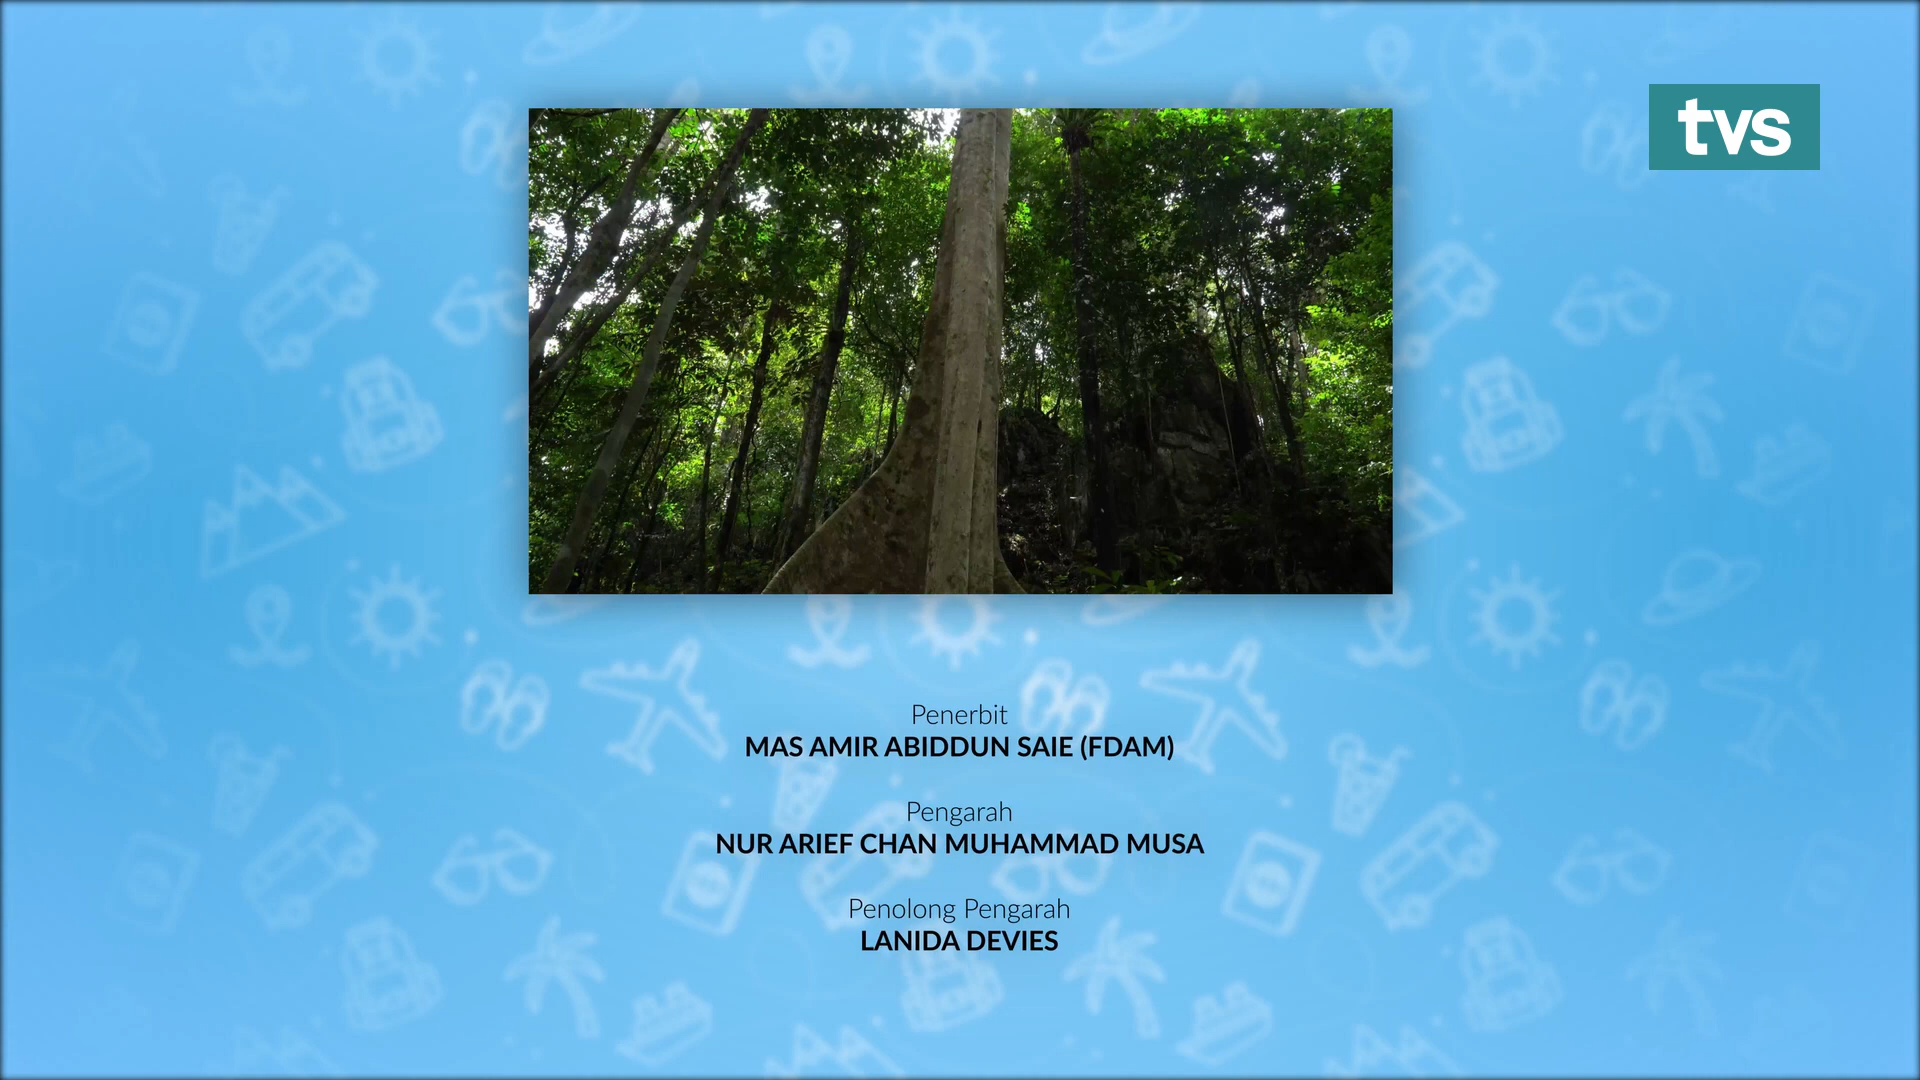 tvs
Penerbit
MAS AMIR ABIDDUN SAIE (FDAM)
Pengarah
NUR ARIEF CHAN MUHAMMAD MUSA
Penolong Pengarah
LANIDA DEVIES